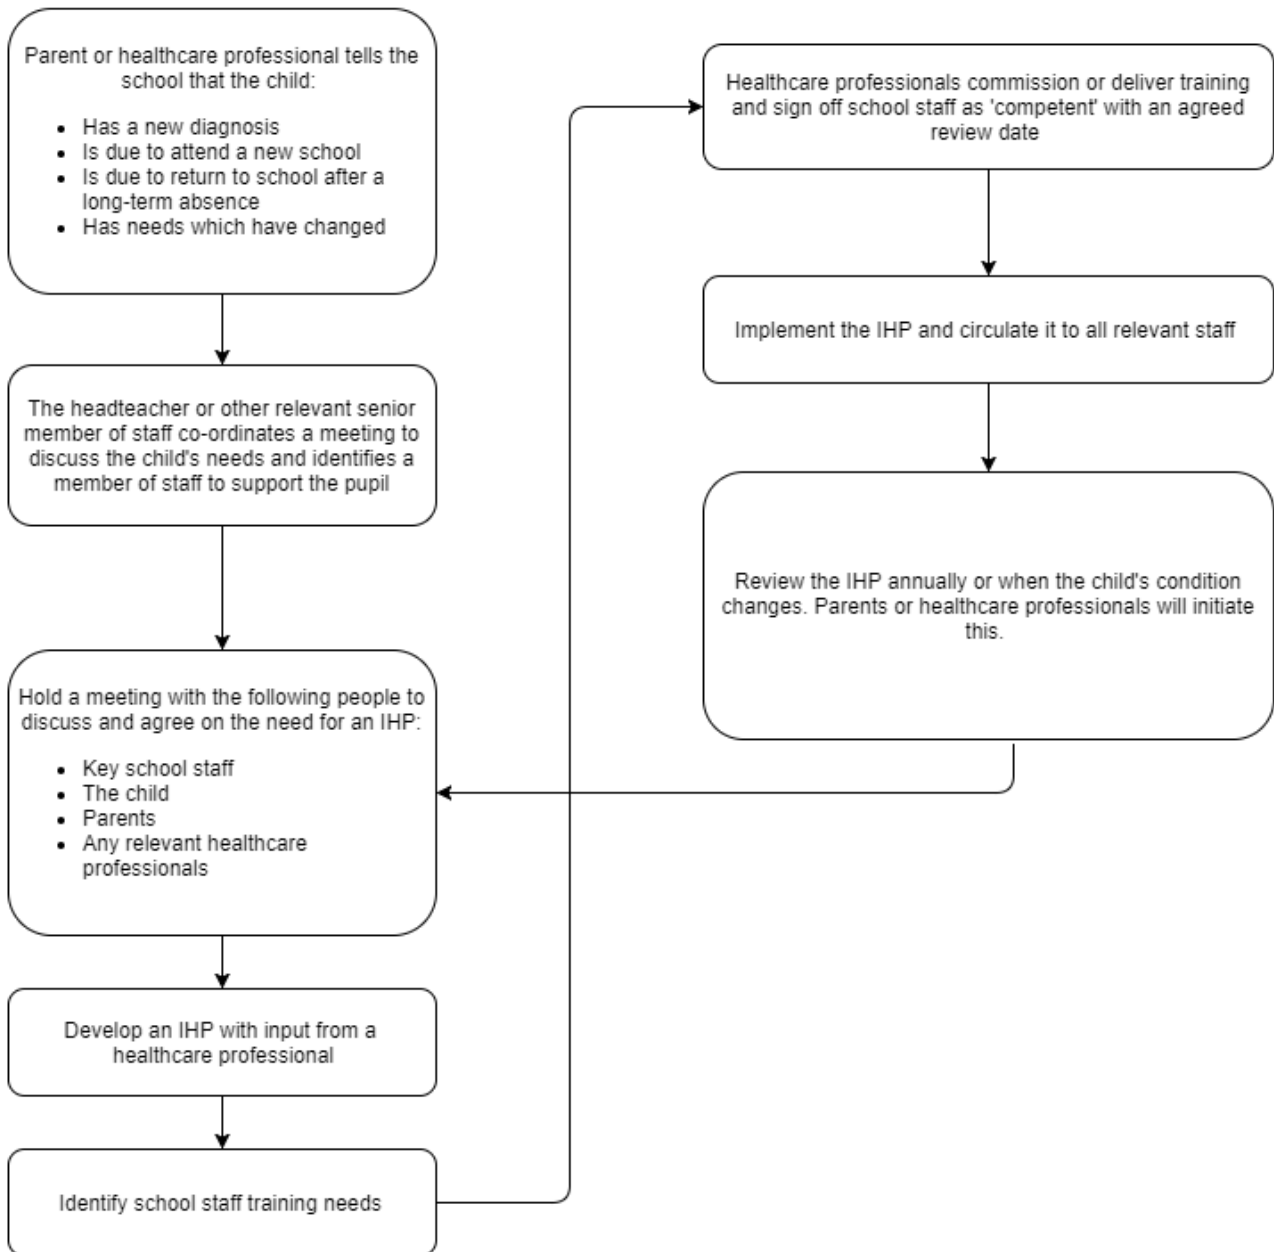 Parent or healthcare professional tells the
school that the child:
• Has a new diagnosis
• Is due to attend a new school
• Is due to return to school after a
long-term absence
• Has needs which have changed
The headteacher or other relevant senior
member of staff co-ordinates a meeting to
discuss the child's needs and identifies a
member of staff to support the pupil
Hold a meeting with the following people to
discuss and agree on the need for an IHP:
• Key school staff
• The child
• Parents
• Any relevant healthcare
professionals
Develop an IHP with input from a
healthcare professional
Identify school staff training needs
Healthcare professionals commission or deliver training
and sign off school staff as 'competent' with an agreed
review date
Implement the IHP and circulate it to all relevant staff
Review the IHP annually or when the child's condition
changes. Parents or healthcare professionals will initiate
this.